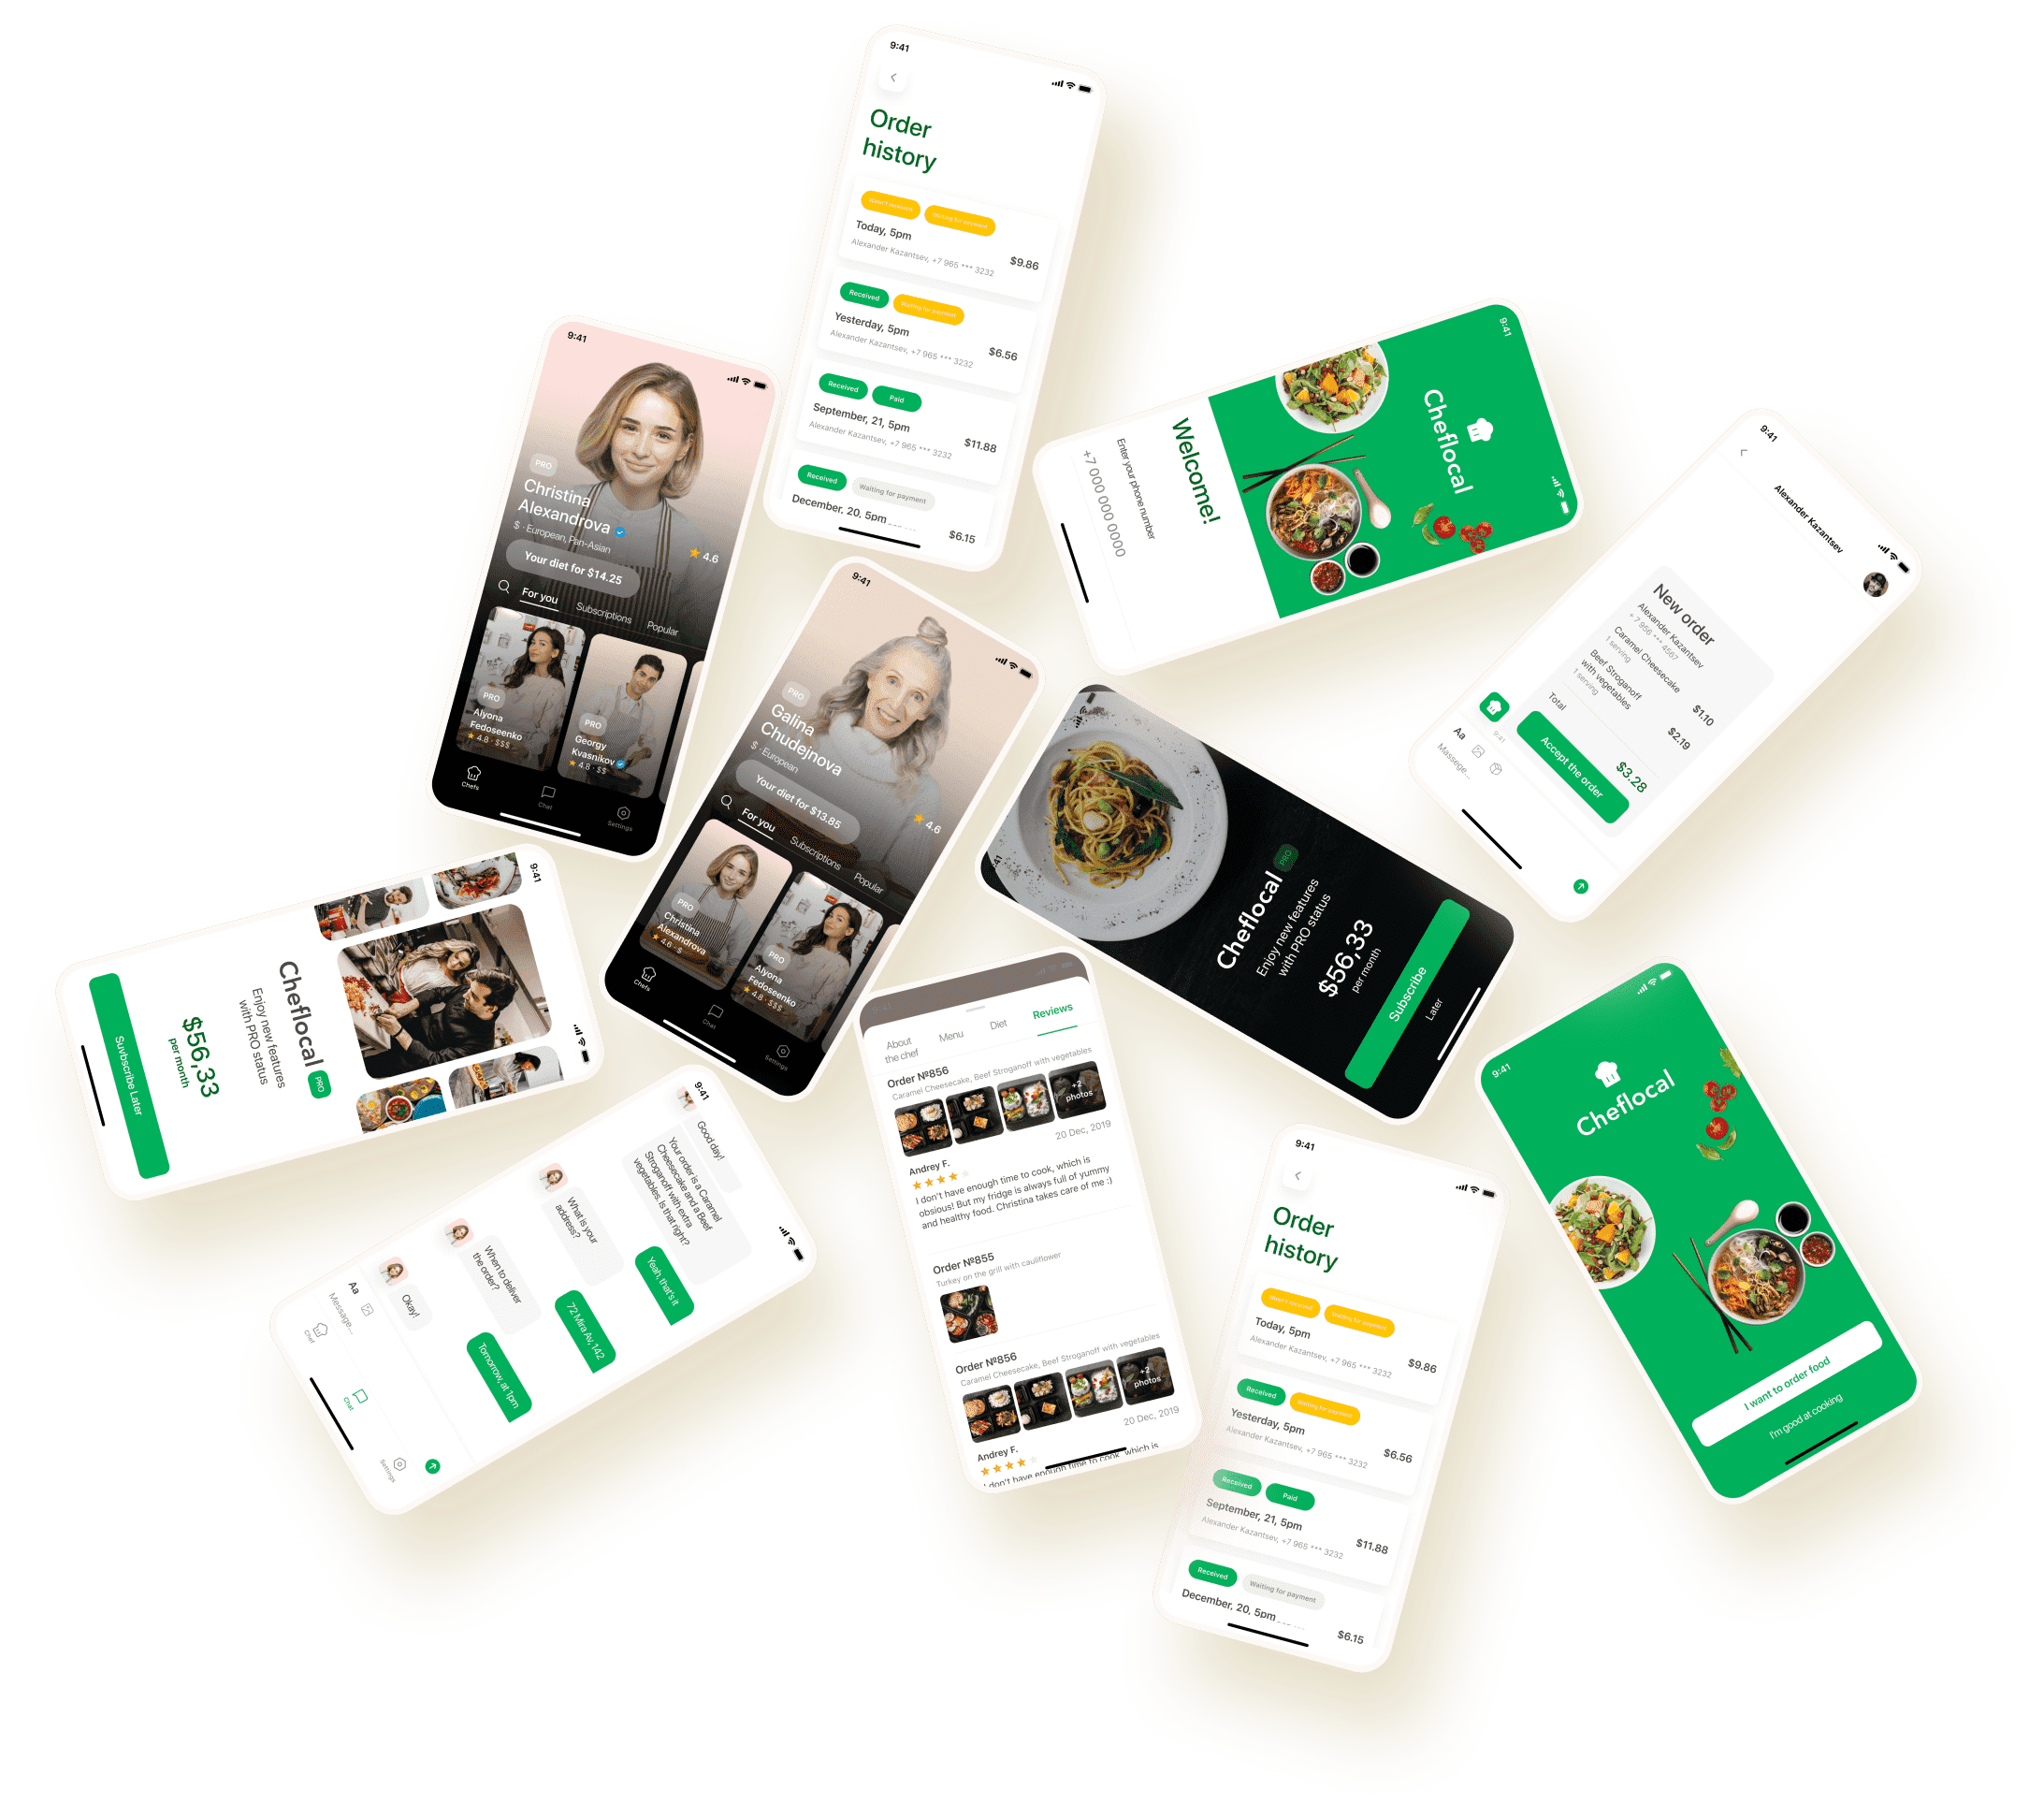 9:41
Order
history
Wasn't received
Waiting for payment
Today, 5pm
Alexander Kazantsev, +7 965 *** 3232
$9.86
Received
Waiting for payment
Yesterday, 5pm
Alexander Kazantsev, +7 965 *** 3232
$6.56
Received
Paid
September, 21, 5pm
Alexander Kazantsev, +7 965 *** 3232
$11.88
Received
Waiting for payment
December, 20, 5pm
$6.15
9:41
PRO
Christina
Alexandrova
$ · European, Pan-Asian
4.6
Your diet for $14.25
For you
Subscriptions
Popular
PRO
Alyona
Fedoseenko
4.8 · $$$
PRO
Georgy
Kvasnikov
4.8 · $$
Chefs
Chat
Settings
9:41
Cheflocal
Welcome!
Enter your phone number
+7 000 000 0000
9:41
Alexander Kazantsev
New order
Alexander Kazantsev
+ 7 956 *** 4567
Caramel Cheesecake
1 serving
$1.10
Beef Stroganoff
with vegetables
1 serving
$2.19
Total
$3.28
Accept the order
9:41
Aa
Massege...
9:41
PRO
Galina
Chudejnova
$ · European
4.6
Your diet for $13.85
For you
Subscriptions
Popular
PRO
Christina
Alexandrova
4.6 · $
PRO
Alyona
Fedoseenko
4.8 · $$$
Chefs
Chat
Settings
Cheflocal
PRO
Enjoy new features
with PRO status
$56,33
per month
Subscribe
Later
9:41
Cheflocal
PRO
Enjoy new features
with PRO status
$56,33
per month
Suvbscribe Later
9:41
Good day!
Your order is a Caramel
Cheesecake and a Beef
Stroganoff with extra
vegetables. Is that right?
Yeah, that's it
What is your
address?
72 Mira Av, 142
When to deliver
the order?
Tomorrow, at 1pm
Okay!
Aa
Message...
Chef
Chat
Settings
About
the chef
Menu
Diet
Reviews
Order №856
Caramel Cheesecake, Beef Stroganoff with vegetables
+2
photos
20 Dec, 2019
Andrey F.
I don't have enough time to cook, which is
obsious! But my fridge is always full of yummy
and healthy food. Christina takes care of me :)
Order №855
Turkey on the grill with cauliflower
Order №856
Caramel Cheesecake, Beef Stroganoff with vegetables
+2
photos
20 Dec, 2019
Andrey F.
I don't have enough time to cook, which is
9:41
Order
history
Wasn't received
Waiting for payment
Today, 5pm
Alexander Kazantsev, +7 965 *** 3232
$9.86
Received
Waiting for payment
Yesterday, 5pm
Alexander Kazantsev, +7 965 *** 3232
$6.56
Received
Paid
September, 21, 5pm
Alexander Kazantsev, +7 965 *** 3232
$11.88
Received
Waiting for payment
December, 20, 5pm
$6.15
9:41
Cheflocal
I want to order food
I'm good at cooking